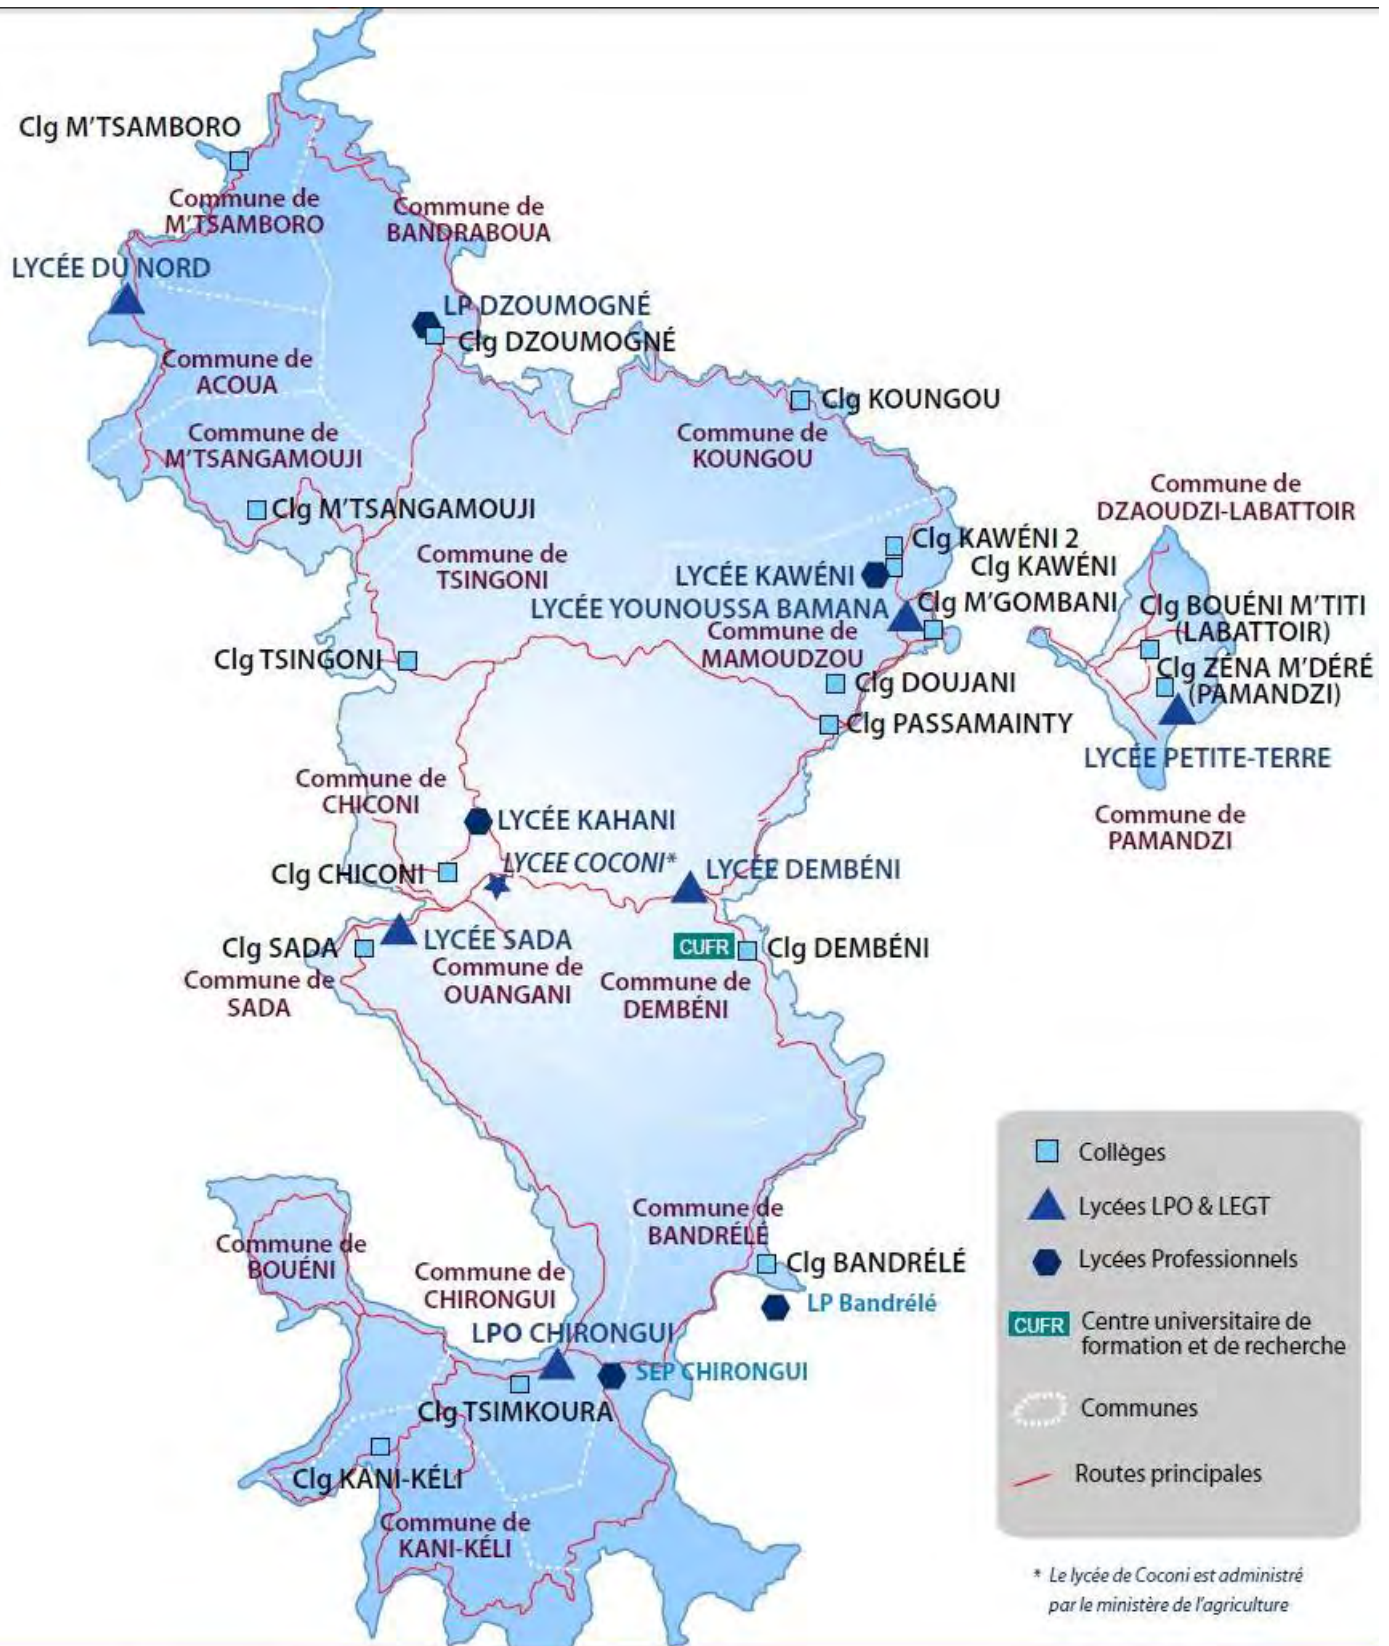 Clg M'TSAMBORO
Commune de
M'TSAMBORO
Commune de
BANDRABOUA
LYCÉE DU NORD
LP DZOUMOGNÉ
Clg DZOUMOGNÉ
Commune de
ACOUA
Clg KOUNGOU
Commune de
M'TSANGAMOUJI
Commune de
KOUNGOU
Clg M'TSANGAMOUJI
Commune de
DZAOUDZI-LABATTOIR
Commune de
TSINGONI
Clg KAWÉNI 2
Clg KAWÉNI
LYCÉE KAWÉNI
LYCÉE YOUNOUSSA BAMANA
Clg M'GOMBANI
Clg BOUÉNI M'TITI
(LABATTOIR)
Commune de
MAMOUDZOU
Clg TSINGONI
Clg ZÉNA M'DÉRÉ
(PAMANDZI)
Clg DOUJANI
Clg PASSAMAINTY
LYCÉE PETITE-TERRE
Commune de
CHICONI
Commune de
PAMANDZI
LYCÉE KAHANI
LYCEE COCONI*
LYCÉE DEMBÉNI
Clg CHICONI
LYCÉE SADA
Clg SADA
CUFR
Clg DEMBÉNI
Commune de
SADA
Commune de
OUANGANI
Commune de
DEMBÉNI
Commune de
BANDRÉLÉ
Commune de
BOUÉNI
Clg BANDRÉLÉ
LP Bandrélé
Commune de
CHIRONGUI
LPO CHIRONGUI
SEP CHIRONGUI
Clg TSIMKOURA
Clg KANI-KÉLI
Commune de
KANI-KÉLI
Collèges
Lycées LPO & LEGT
Lycées Professionnels
CUFR Centre universitaire de
formation et de recherche
Communes
Routes principales
* Le lycée de Coconi est administré
par le ministère de l'agriculture